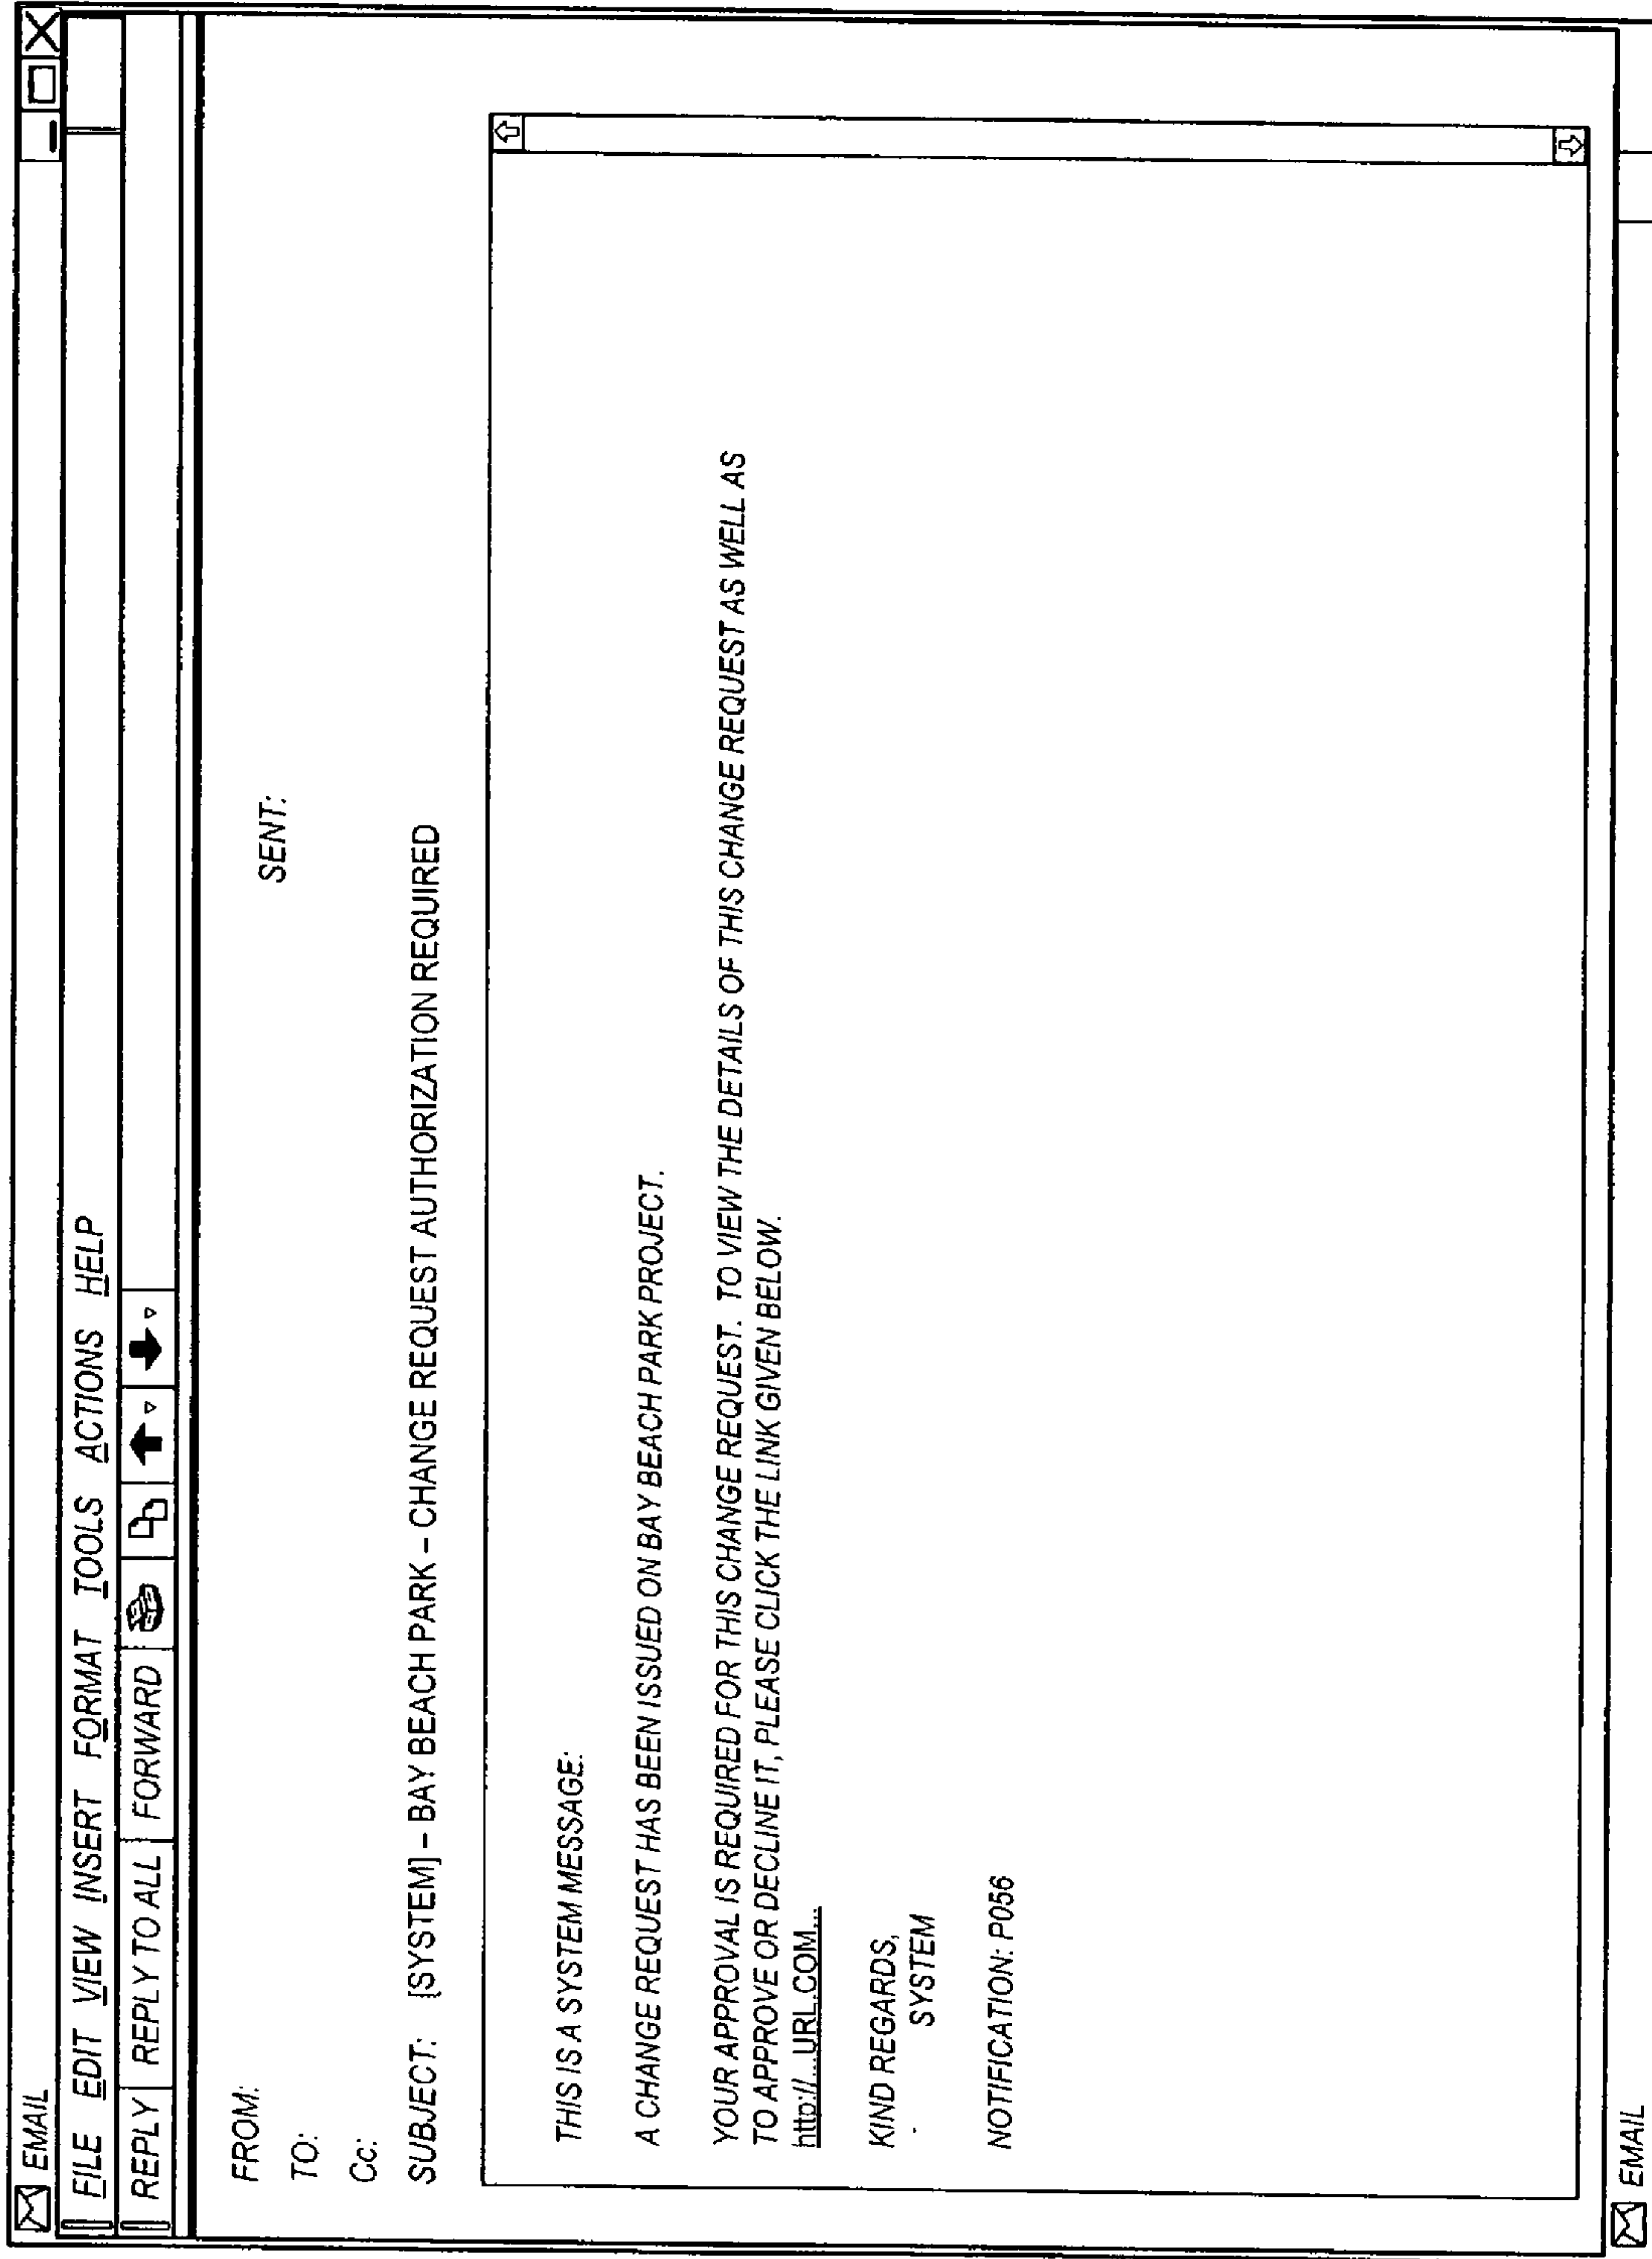 EMAIL
FILE EDIT VIEW INSERT FORMAT TOOLS ACTIONS HELP
REPLY REPLY TO ALL FORWARD
FROM:
SENT:
TO:
Cc:
SUBJECT: [SYSTEM] – BAY BEACH PARK – CHANGE REQUEST AUTHORIZATION REQUIRED
THIS IS A SYSTEM MESSAGE:
A CHANGE REQUEST HAS BEEN ISSUED ON BAY BEACH PARK PROJECT.
YOUR APPROVAL IS REQUIRED FOR THIS CHANGE REQUEST. TO VIEW THE DETAILS OF THIS CHANGE REQUEST AS WELL AS
TO APPROVE OR DECLINE IT, PLEASE CLICK THE LINK GIVEN BELOW.
http://...URL.COM...
KIND REGARDS,
SYSTEM
NOTIFICATION: P056
EMAIL